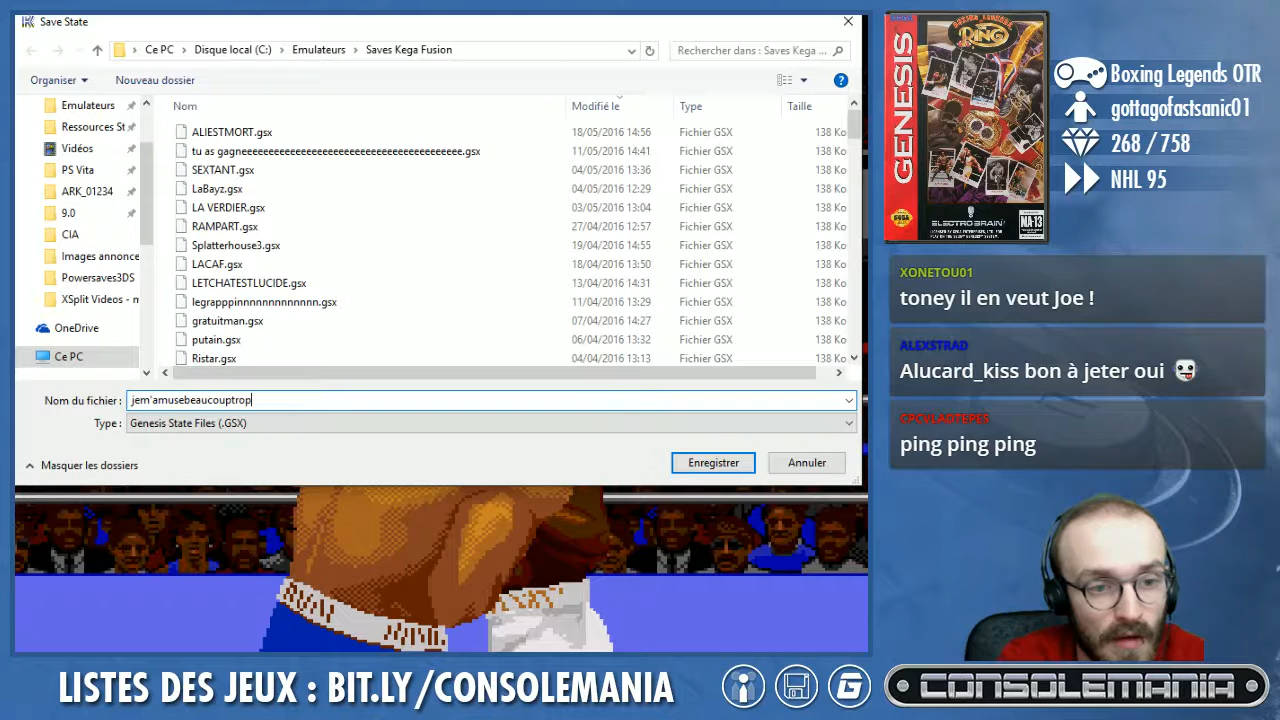 Save State
Ce PC
Disque local (C:)
Emulateurs
Saves Kega Fusion
Rechercher dans : Saves Kega ...
Organiser
Nouveau dossier
Emulateurs
Ressources St
Vidéos
PS Vita
ARK_01234
9.0
CIA
Images annonce
Powersaves3DS
XSplit Videos - m
OneDrive
Ce PC
Nom Modifié le Type Taille
ALIESTMORT.gsx 18/05/2016 14:56 Fichier GSX 138 Ko
tu as gagneeeeeeeeeeeeeeeeeeeeeeeeeeeeeeeeeeeeeeeee.gsx 11/05/2016 14:41 Fichier GSX 138 Ko
SEXTANT.gsx 04/05/2016 13:36 Fichier GSX 138 Ko
LaBayz.gsx 04/05/2016 12:29 Fichier GSX 138 Ko
LA VERDIER.gsx 03/05/2016 13:04 Fichier GSX 138 Ko
RAMPART.gsx 27/04/2016 12:57 Fichier GSX 138 Ko
Splatterhouse3.gsx 19/04/2016 14:55 Fichier GSX 138 Ko
LACAF.gsx 18/04/2016 13:50 Fichier GSX 138 Ko
LETCHATESTLUCIDE.gsx 13/04/2016 14:31 Fichier GSX 138 Ko
legrapppinnnnnnnnnnnnn.gsx 11/04/2016 13:29 Fichier GSX 138 Ko
gratuitman.gsx 07/04/2016 14:27 Fichier GSX 138 Ko
putain.gsx 06/04/2016 13:32 Fichier GSX 138 Ko
Ristar.gsx 04/04/2016 13:13 Fichier GSX 138 Ko
Nom du fichier : jem'amusebeaucouptrop
Type : Genesis State Files (.GSX)
Masquer les dossiers
Enregistrer
Annuler
GENESIS
BOXING LEGENDS
RING
ELECTRO BRAIN
MA-13
Boxing Legends OTR
gottagofastsanic01
268 / 758
NHL 95
XONETOU01
toney il en veut Joe !
ALEXSTRAD
Alucard_kiss bon à jeter oui
CPCVLADTEPES
ping ping ping
LISTES DES JEUX : BIT.LY/CONSOLEMANIA
CONSOLEMANIA